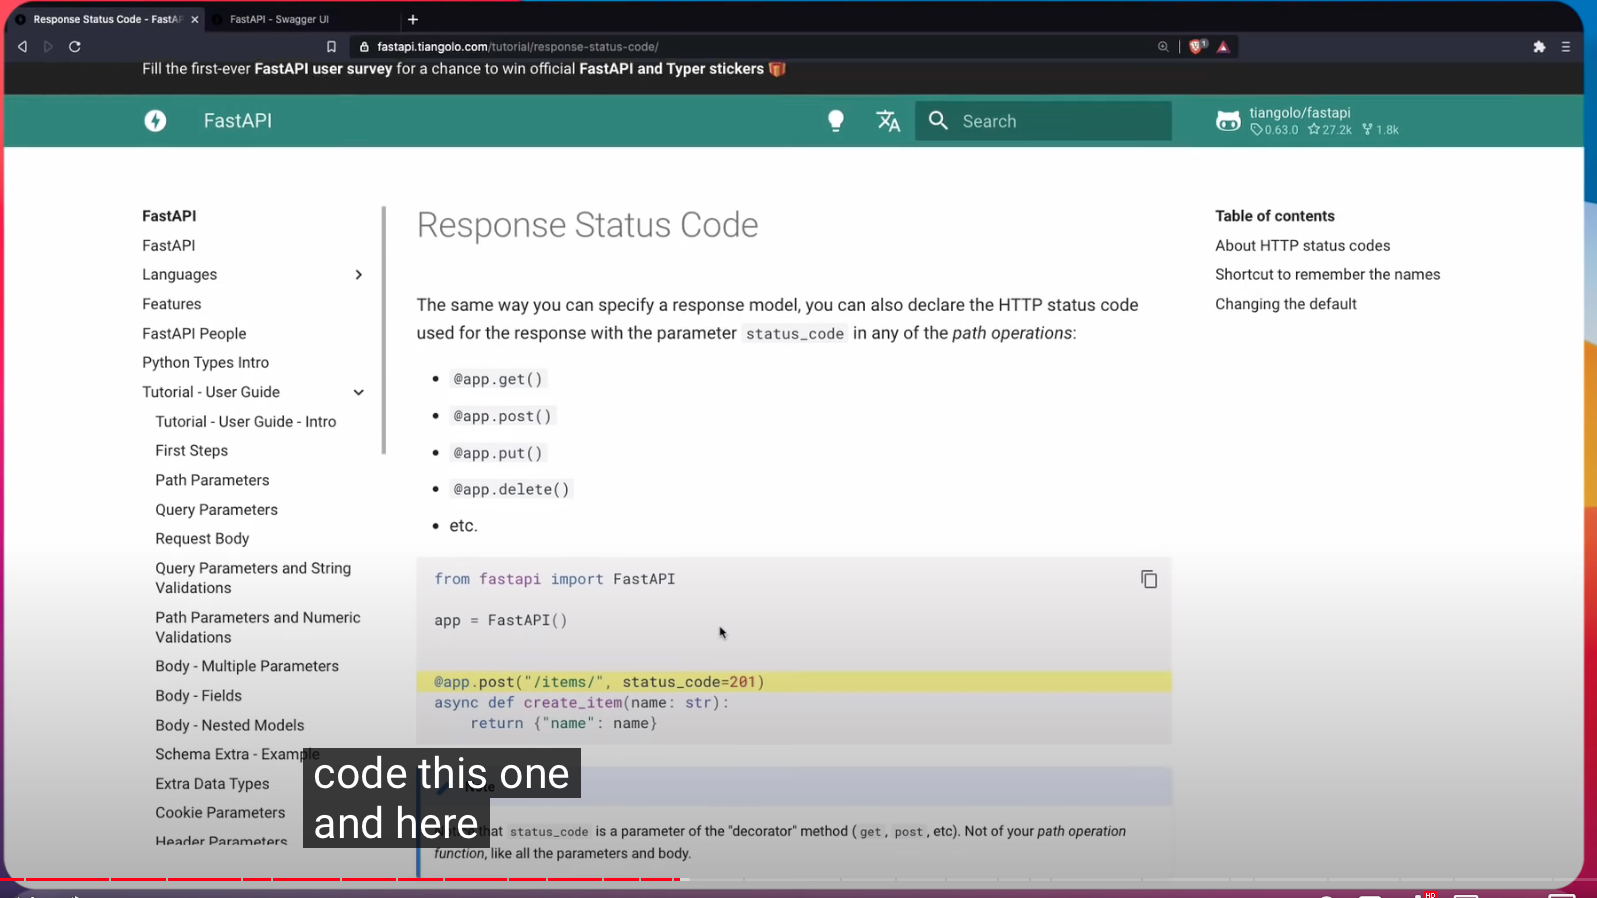 Response Status Code - FastAP
FastAPI - Swagger UI
fastapi.tiangolo.com/tutorial/response-status-code/
1
Fill the first-ever FastAPI user survey for a chance to win official FastAPI and Typer stickers 🎁
FastAPI
Search
tiangolo/fastapi
0.63.0 27.2k 1.8k
FastAPI
FastAPI
Languages
Features
FastAPI People
Python Types Intro
Tutorial - User Guide
Tutorial - User Guide - Intro
First Steps
Path Parameters
Query Parameters
Request Body
Query Parameters and String
Validations
Path Parameters and Numeric
Validations
Body - Multiple Parameters
Body - Fields
Body - Nested Models
Schema Extra - Example
Extra Data Types
Cookie Parameters
Header Parameters
Response Status Code
The same way you can specify a response model, you can also declare the HTTP status code
used for the response with the parameter status_code in any of the path operations:
• @app.get()
• @app.post()
• @app.put()
• @app.delete()
• etc.
from fastapi import FastAPI
app = FastAPI()
@app.post("/items/", status_code=201)
async def create_item(name: str):
    return {"name": name}
Note
that status_code is a parameter of the "decorator" method (get, post, etc). Not of your path operation
function, like all the parameters and body.
Table of contents
About HTTP status codes
Shortcut to remember the names
Changing the default
code this one
and here
HD